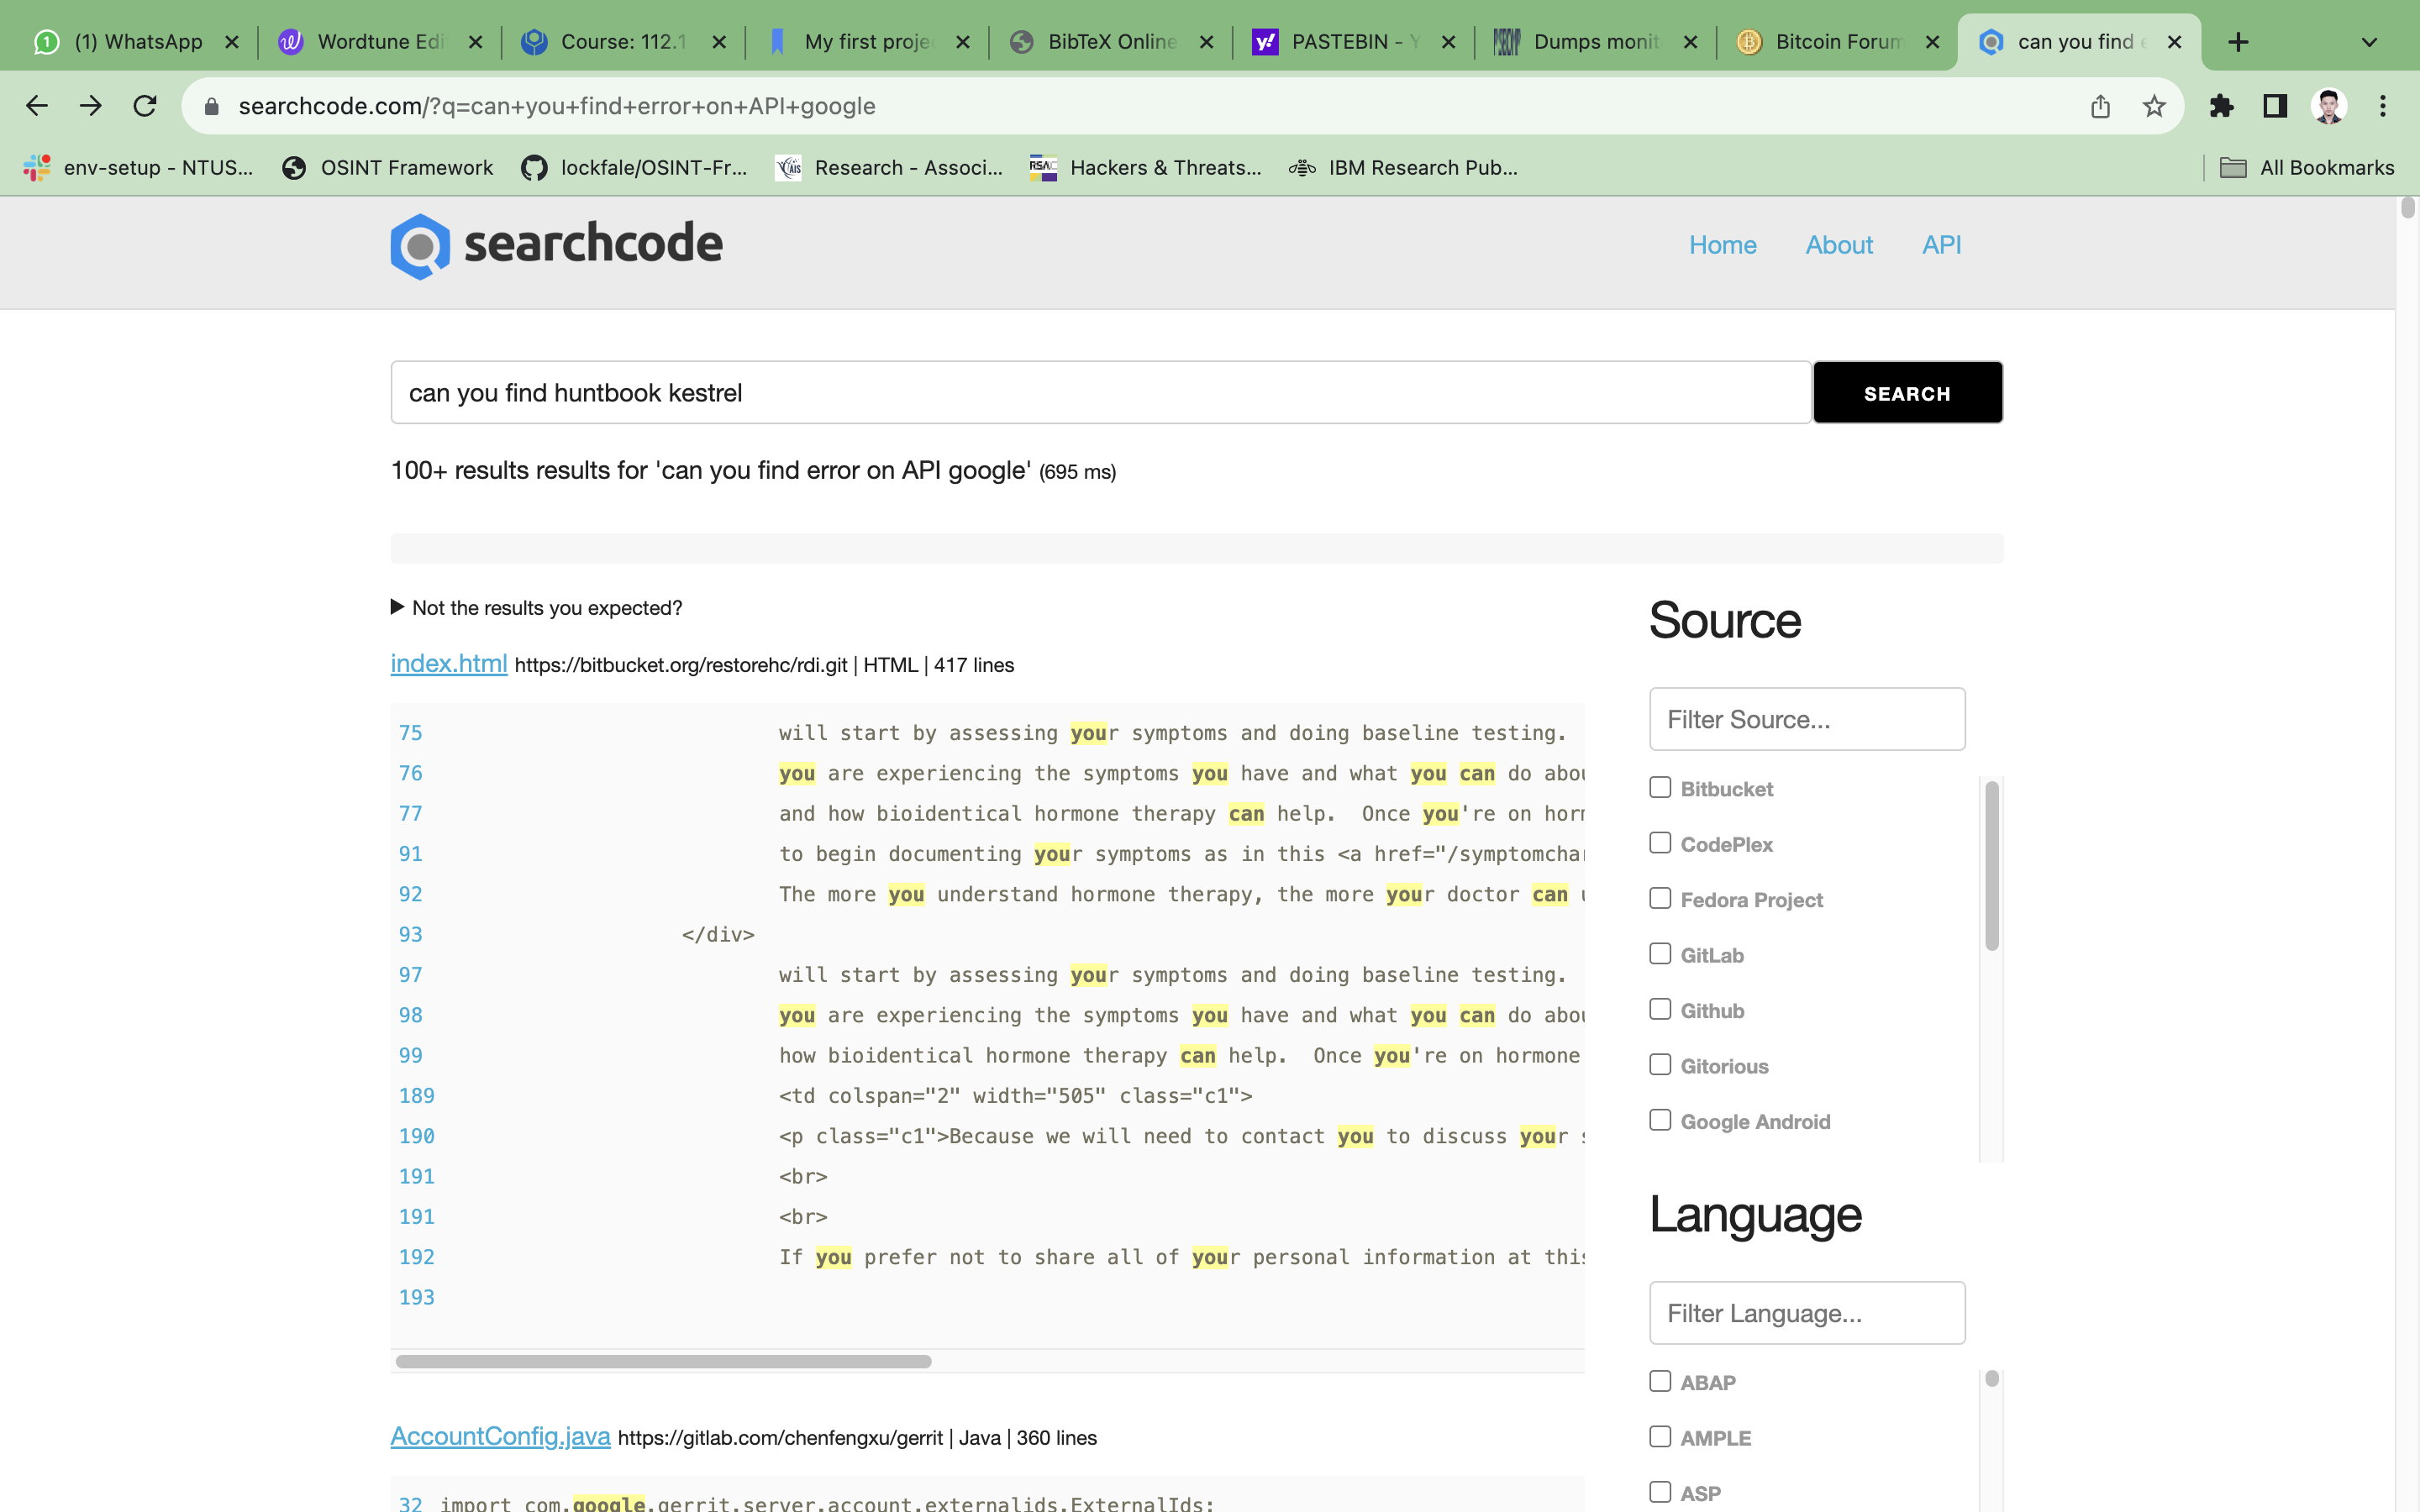 (1) WhatsApp
Wordtune Edi
Course: 112.1
My first proje
BibTeX Online
PASTEBIN - Y
Dumps monit
Bitcoin Forum
can you find e
searchcode.com/?q=can+you+find+error+on+API+google
env-setup - NTUS...
OSINT Framework
lockfale/OSINT-Fr...
Research - Associ...
Hackers & Threats...
IBM Research Pub...
All Bookmarks
searchcode
Home About API
can you find huntbook kestrel
SEARCH
100+ results results for 'can you find error on API google' (695 ms)
Not the results you expected?
index.html https://bitbucket.org/restorehc/rdi.git | HTML | 417 lines
75 will start by assessing your symptoms and doing baseline testing.
76 you are experiencing the symptoms you have and what you can do abou
77 and how bioidentical hormone therapy can help. Once you're on horm
91 to begin documenting your symptoms as in this <a href="/symptomchar
92 The more you understand hormone therapy, the more your doctor can u
93 </div>
97 will start by assessing your symptoms and doing baseline testing.
98 you are experiencing the symptoms you have and what you can do abou
99 how bioidentical hormone therapy can help. Once you're on hormone
189 <td colspan="2" width="505" class="c1">
190 <p class="c1">Because we will need to contact you to discuss your s
191 <br>
191 <br>
192 If you prefer not to share all of your personal information at this
193
AccountConfig.java https://gitlab.com/chenfengxu/gerrit | Java | 360 lines
32 import com.google.gerrit.server.account.externalids.ExternalIds;
Source
Filter Source...
Bitbucket
CodePlex
Fedora Project
GitLab
Github
Gitorious
Google Android
Language
Filter Language...
ABAP
AMPLE
ASP